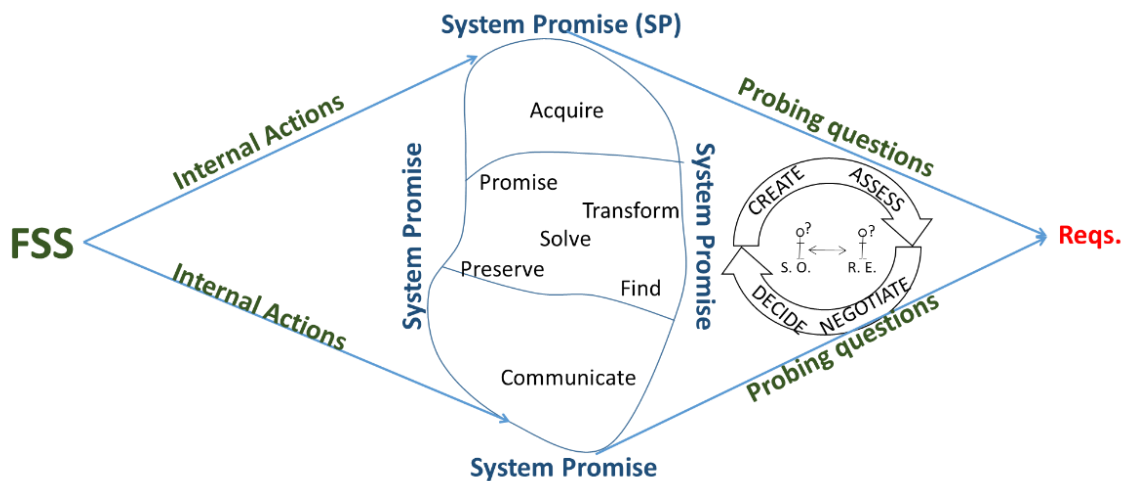 System Promise (SP)
Internal Actions
Probing questions
Acquire
System Promise
System Promise
Promise
Transform
Solve
Preserve
Find
Communicate
CREATE
ASSESS
? ?
S. O. R. E.
DECIDE
NEGOTIATE
FSS
Reqs.
Internal Actions
Probing questions
System Promise